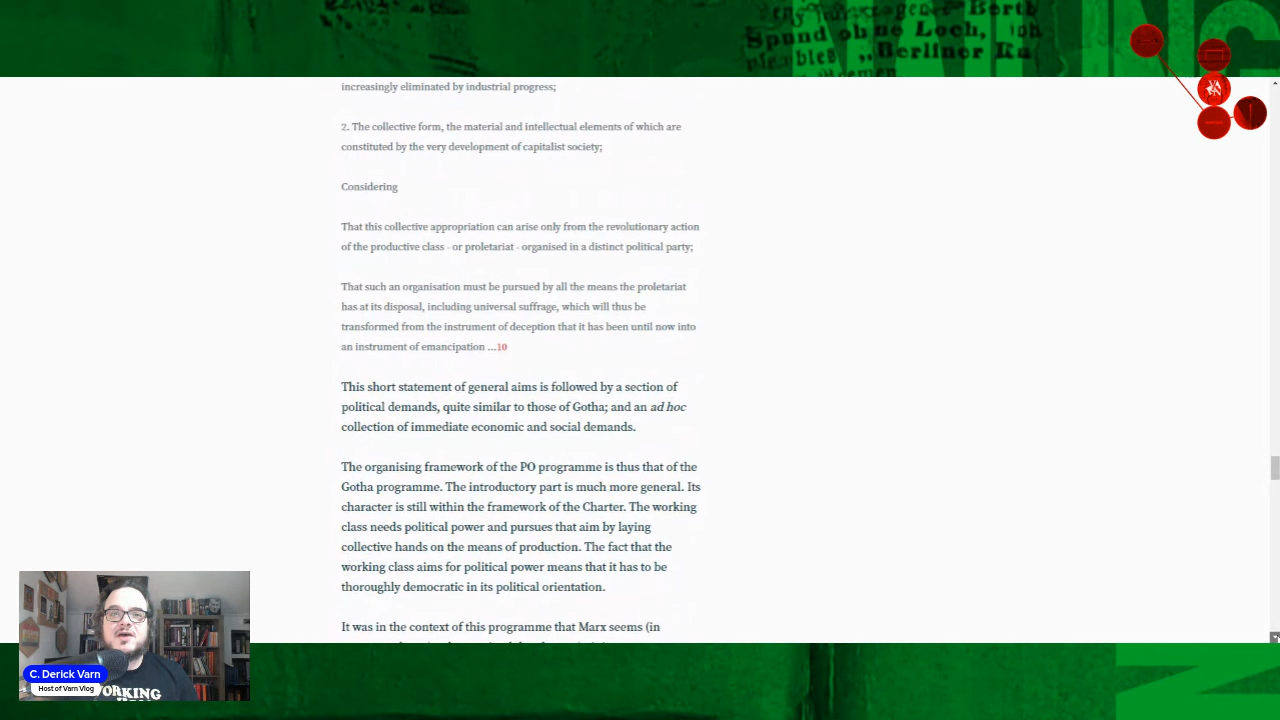 Berth
Spund ohne Loch,
„Berliner
increasingly eliminated by industrial progress;
2. The collective form, the material and intellectual elements of which are
constituted by the very development of capitalist society;
Considering
That this collective appropriation can arise only from the revolutionary action
of the productive class - or proletariat - organised in a distinct political party;
That such an organisation must be pursued by all the means the proletariat
has at its disposal, including universal suffrage, which will thus be
transformed from the instrument of deception that it has been until now into
an instrument of emancipation ...10
This short statement of general aims is followed by a section of
political demands, quite similar to those of Gotha; and an ad hoc
collection of immediate economic and social demands.
The organising framework of the PO programme is thus that of the
Gotha programme. The introductory part is much more general. Its
character is still within the framework of the Charter. The working
class needs political power and pursues that aim by laying
collective hands on the means of production. The fact that the
working class aims for political power means that it has to be
thoroughly democratic in its political orientation.
It was in the context of this programme that Marx seems (in
C. Derick Varn
Host of Varn Vlog
WORKING